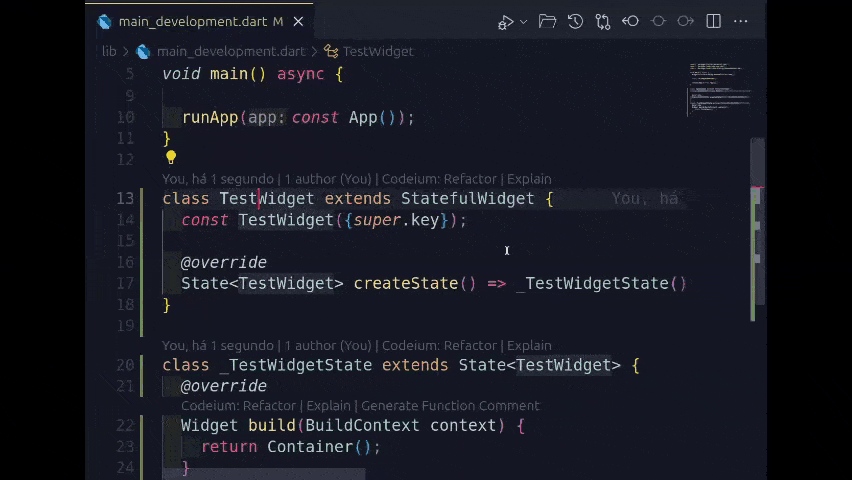 main_development.dart M
lib > main_development.dart > TestWidget
5 void main() async {
9
10 runApp(app: const App());
11 }
12
You, há 1 segundo | 1 author (You) | Codeium: Refactor | Explain
13 class TestWidget extends StatefulWidget { You, há
14 const TestWidget({super.key});
15
16 @override
17 State<TestWidget> createState() => _TestWidgetState()
18 }
19
You, há 1 segundo | 1 author (You) | Codeium: Refactor | Explain
20 class _TestWidgetState extends State<TestWidget> {
21 @override
Codeium: Refactor | Explain | Generate Function Comment
22 Widget build(BuildContext context) {
23 return Container();
24 }